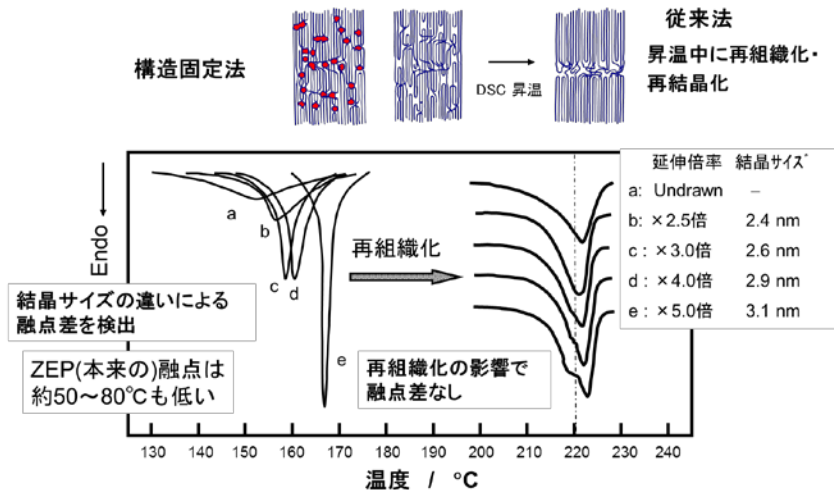 構造固定法
DSC 昇温
従来法
昇温中に再組織化・
再結晶化
Endo
a
b
c
d
e
再組織化
結晶サイズの違いによる
融点差を検出
ZEP(本来の)融点は
約50～80℃も低い
再組織化の影響で
融点差なし
延伸倍率 結晶サイズ*
a: Undrawn –
b: ×2.5倍 2.4 nm
c : ×3.0倍 2.6 nm
d : ×4.0倍 2.9 nm
e : ×5.0倍 3.1 nm
130 140 150 160 170 180 190 200 210 220 230 240
温度 / °C